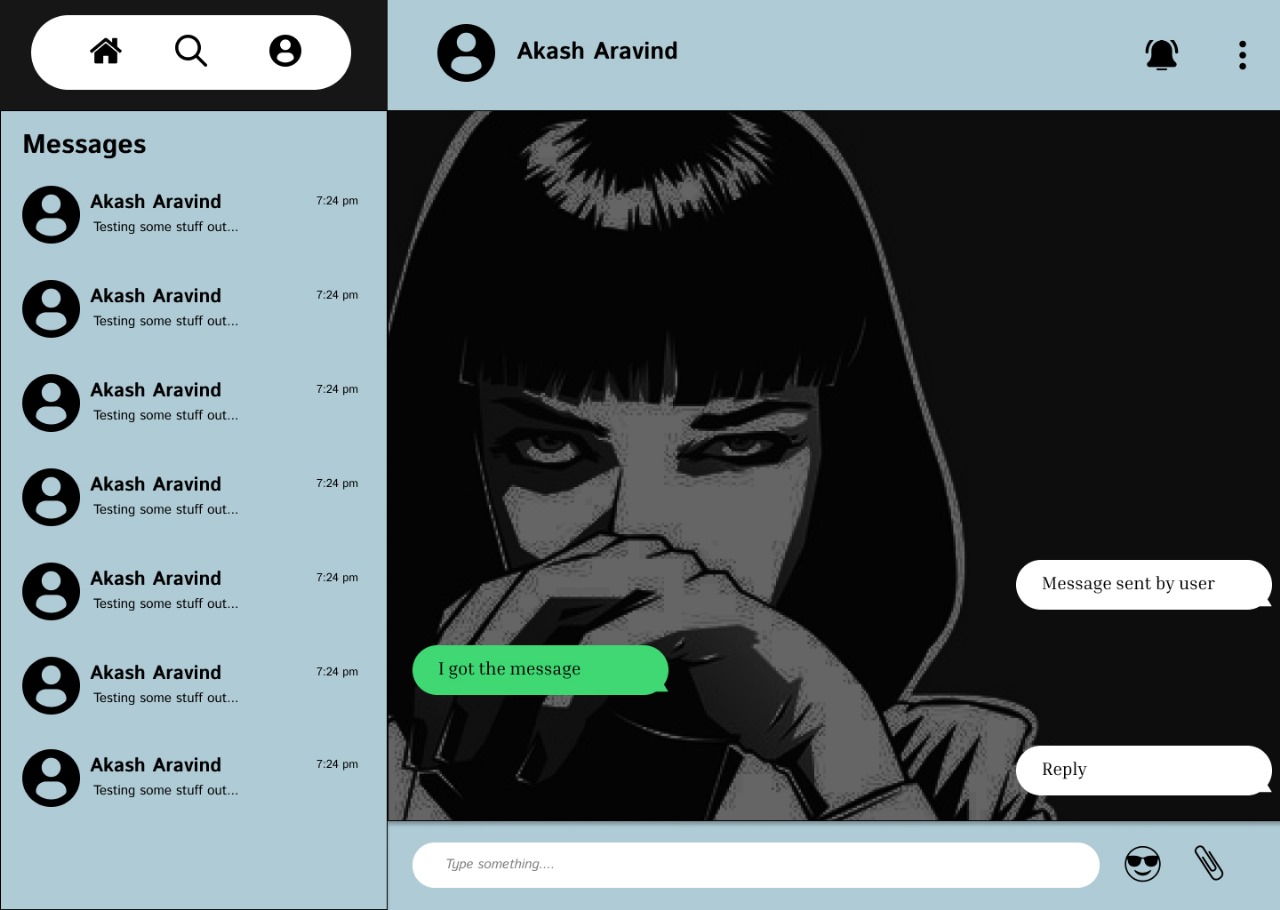 Akash Aravind
Messages
Akash Aravind
7:24 pm
Testing some stuff out...
Akash Aravind
7:24 pm
Testing some stuff out...
Akash Aravind
7:24 pm
Testing some stuff out...
Akash Aravind
7:24 pm
Testing some stuff out...
Akash Aravind
7:24 pm
Testing some stuff out...
Akash Aravind
7:24 pm
Testing some stuff out...
Akash Aravind
7:24 pm
Testing some stuff out...
Message sent by user
I got the message
Reply
Type something....